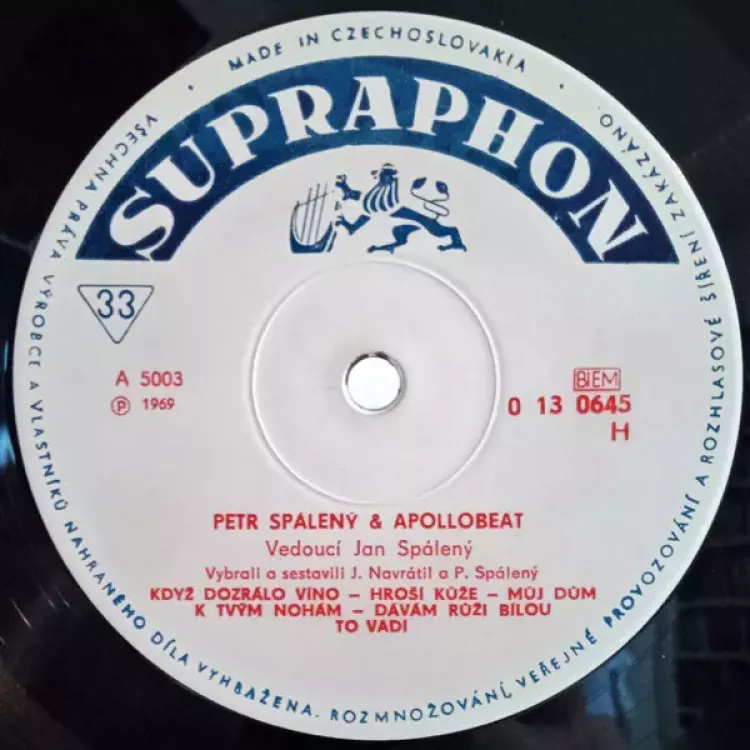 MADE IN CZECHOSLOVAKIA
SUPRAPHON
33
A 5003
Ⓟ 1969
BIEM
0 13 0645
H
PETR SPÁLENÝ & APOLLOBEAT
Vedoucí Jan Spálený
Vybrali a sestavili J. Navrátil a P. Spálený
KDYŽ DOZRÁLO VÍNO – HROŠÍ KŮŽE – MŮJ DŮM
K TVÝM NOHÁM – DÁVÁM RŮŽI BÍLOU
TO VADÍ
VŠECHNA PRÁVA VÝROBCE A VLASTNÍKŮ NAHRANÉHO DÍLA VYHRAŽENA. ROZMNOŽOVÁNÍ, VEŘEJNÉ PROVOZOVÁNÍ A ROZHLASOVÉ ŠÍŘENÍ ZAKÁZÁNO